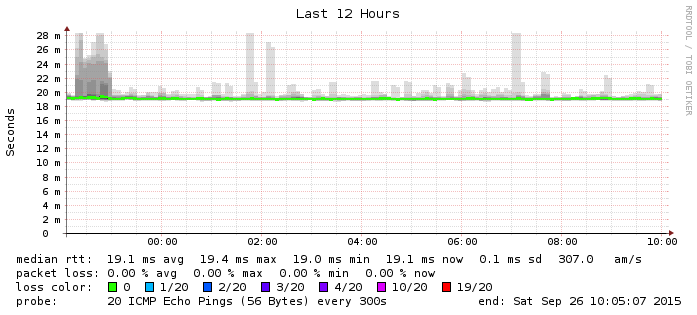 Last 12 Hours
RRDTOOL / TOBI OETIKER
Seconds
28 m
26 m
24 m
22 m
20 m
18 m
16 m
14 m
12 m
10 m
8 m
6 m
4 m
2 m
0
00:00 02:00 04:00 06:00 08:00 10:00
median rtt: 19.1 ms avg 19.4 ms max 19.0 ms min 19.1 ms now 0.1 ms sd 307.0 am/s
packet loss: 0.00 % avg 0.00 % max 0.00 % min 0.00 % now
loss color: 0 1/20 2/20 3/20 4/20 10/20 19/20
probe: 20 ICMP Echo Pings (56 Bytes) every 300s end: Sat Sep 26 10:05:07 2015